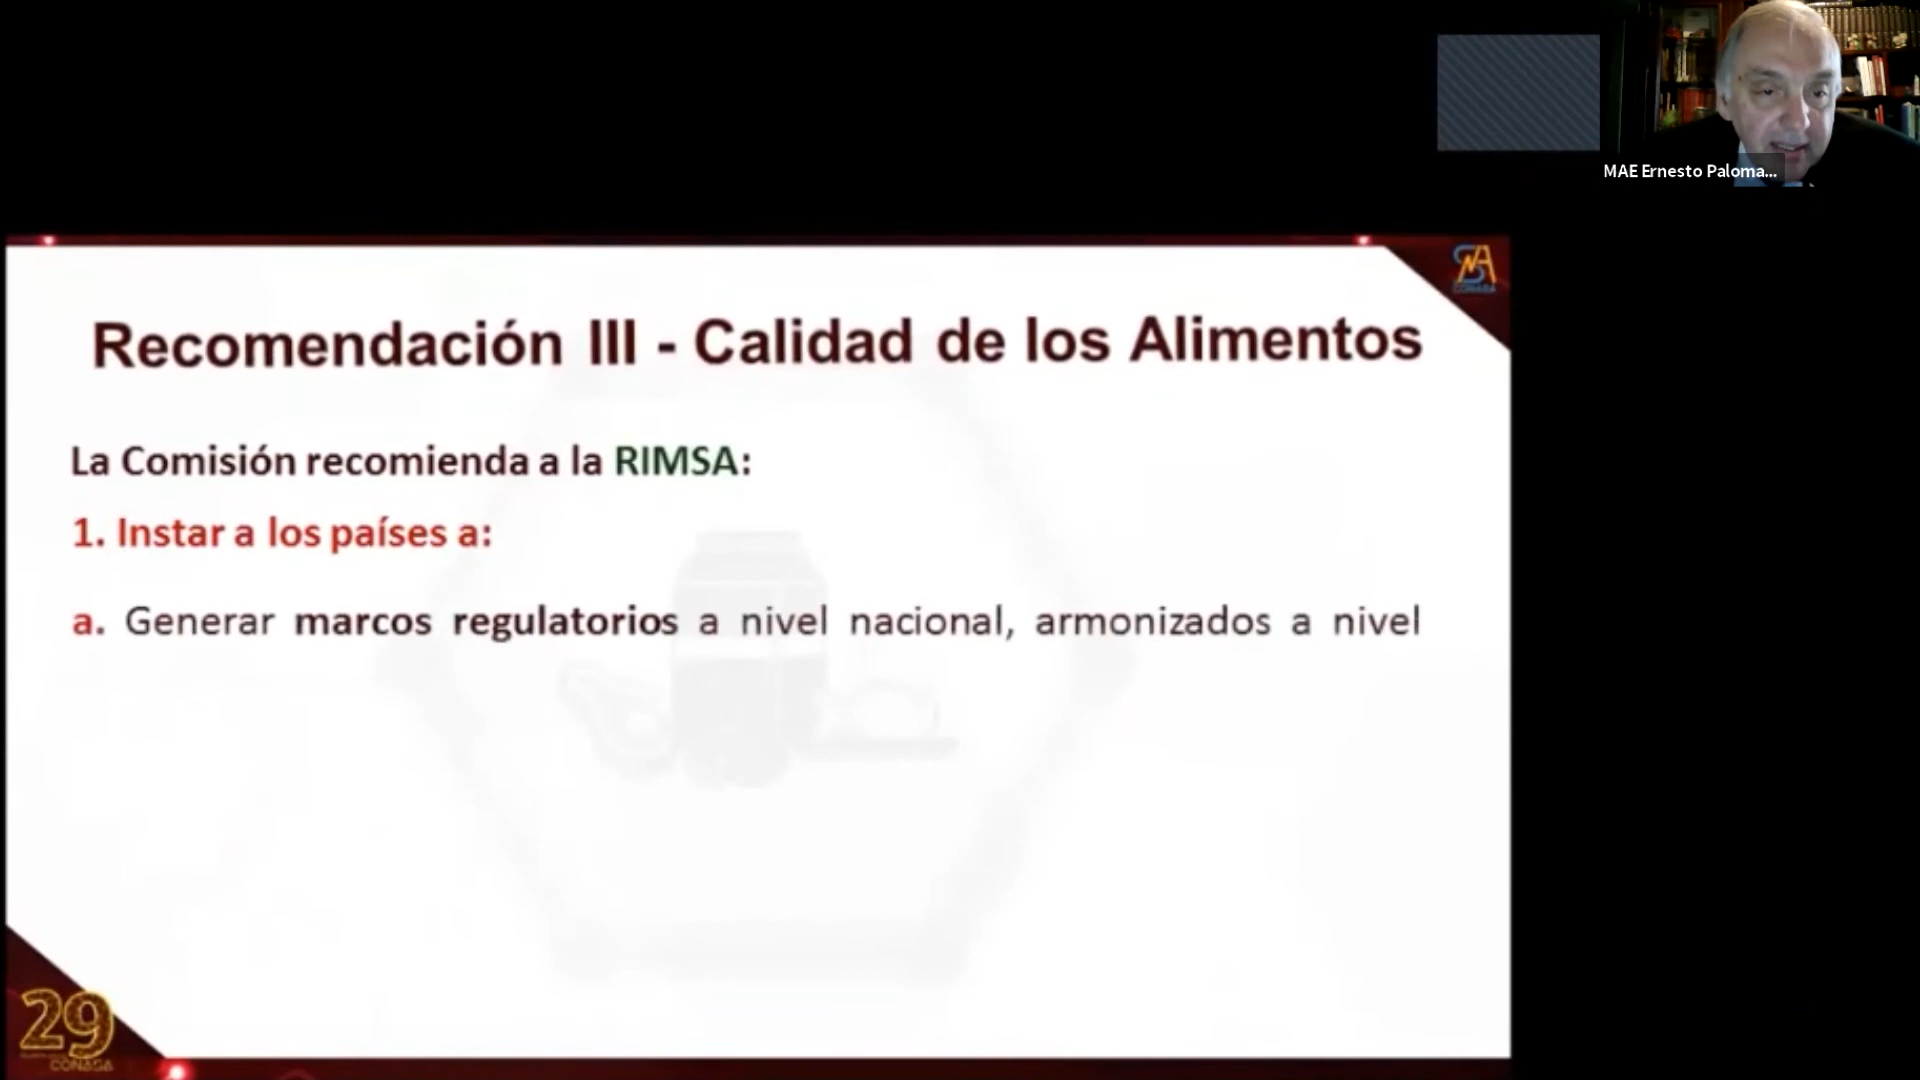 MAE Ernesto Paloma...
Recomendación III - Calidad de los Alimentos
La Comisión recomienda a la RIMSA:
1. Instar a los países a:
a. Generar marcos regulatorios a nivel nacional, armonizados a nivel
29
CONASA